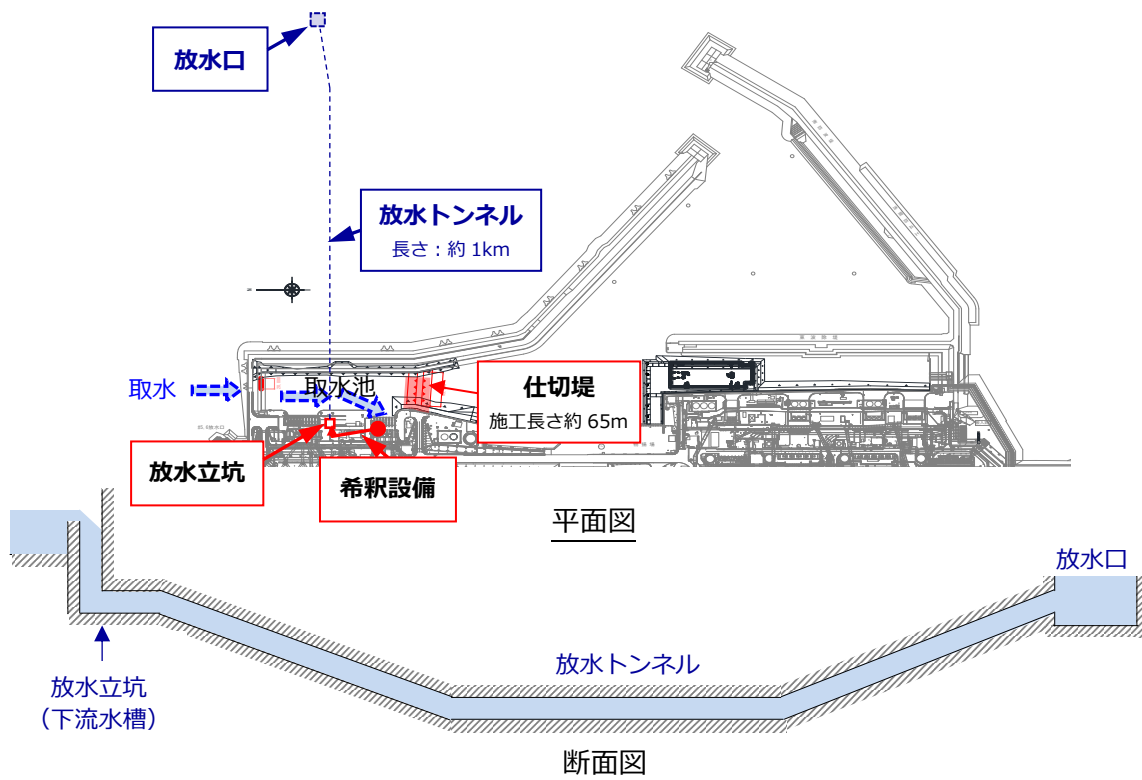 放水口
放水トンネル
長さ：約 1km
取水
取水池
仕切堤
施工長さ約 65m
放水立坑
希釈設備
平面図
放水口
放水トンネル
放水立坑
（下流水槽）
断面図